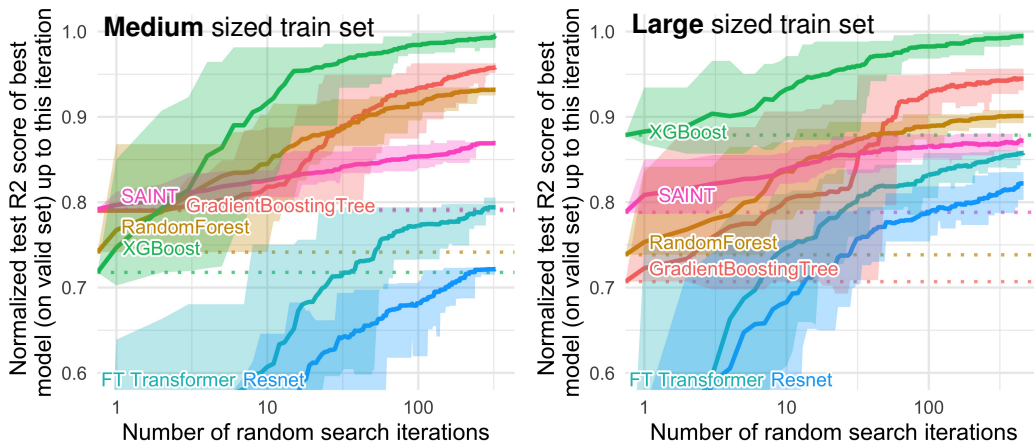 Medium sized train set
Normalized test R2 score of best
model (on valid set) up to this iteration
1.0
0.9
0.8
0.7
0.6
SAINT
GradientBoostingTree
RandomForest
XGBoost
FT Transformer
Resnet
1
10
100
Number of random search iterations
Large sized train set
Normalized test R2 score of best
model (on valid set) up to this iteration
1.0
0.9
0.8
0.7
0.6
XGBoost
SAINT
RandomForest
GradientBoostingTree
FT Transformer
Resnet
1
10
100
Number of random search iterations